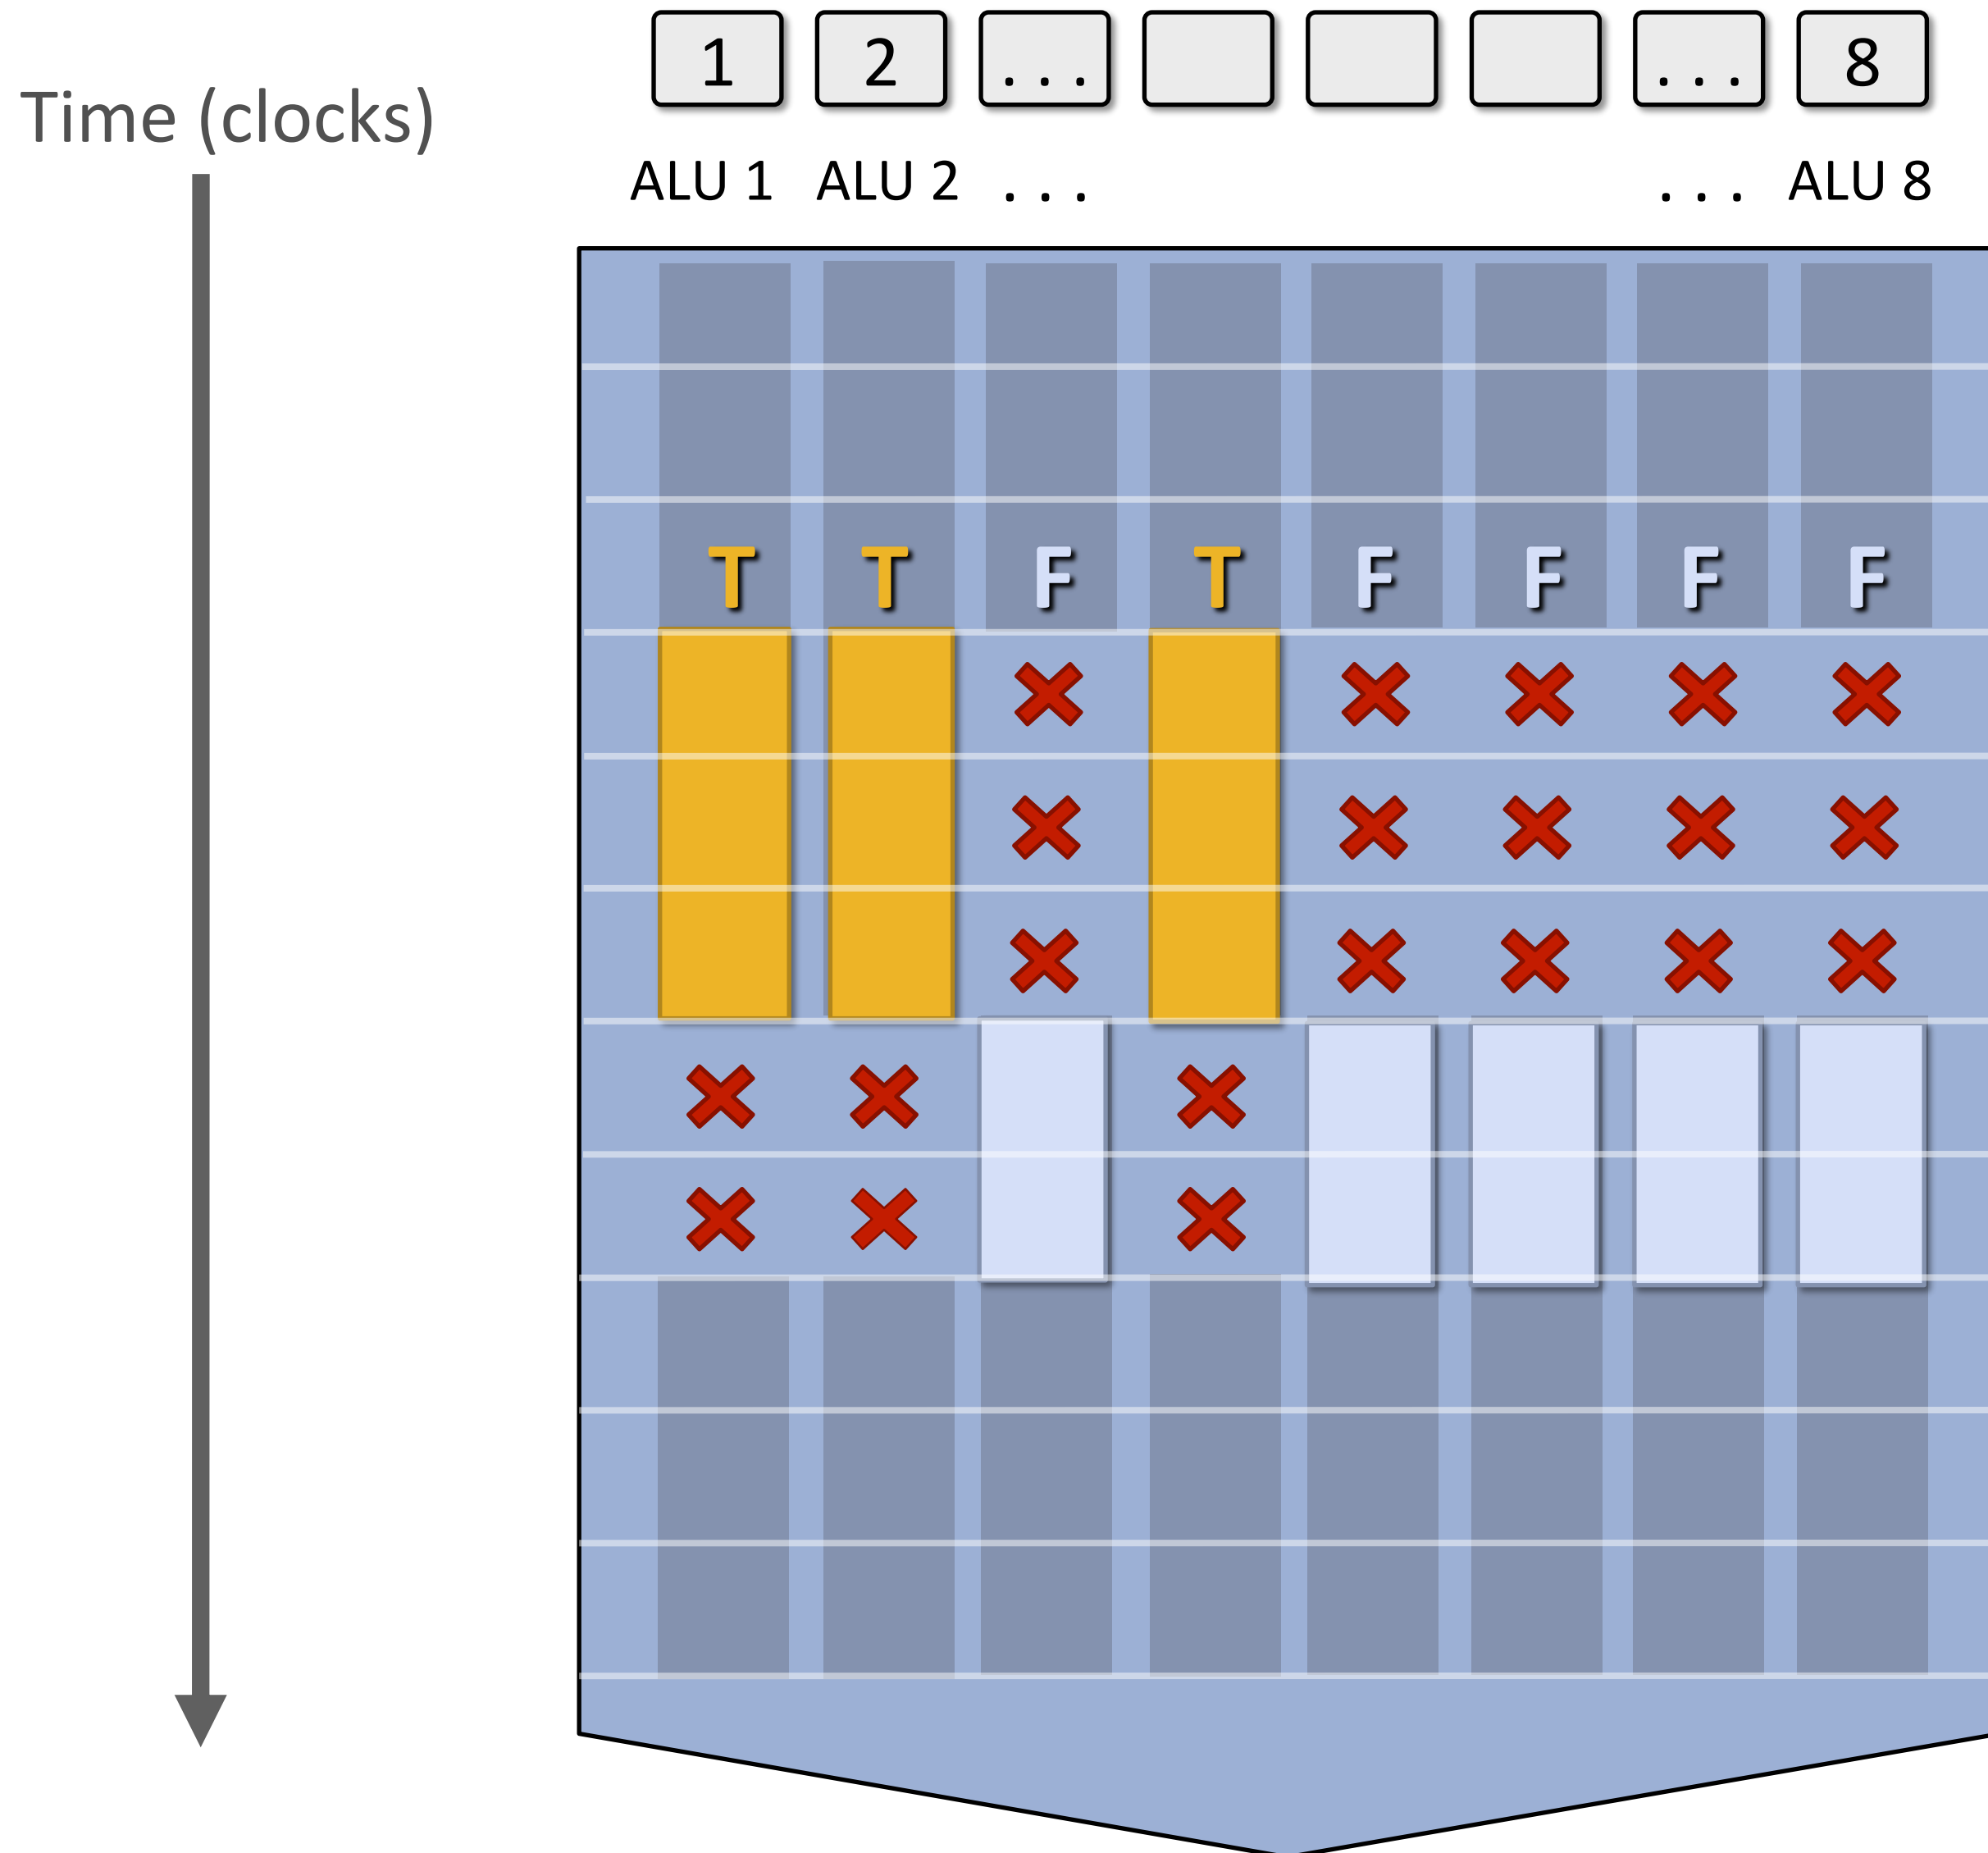 1 2 . . . . . . 8
Time (clocks)
ALU 1 ALU 2 . . . . . . ALU 8
T T F T F F F F